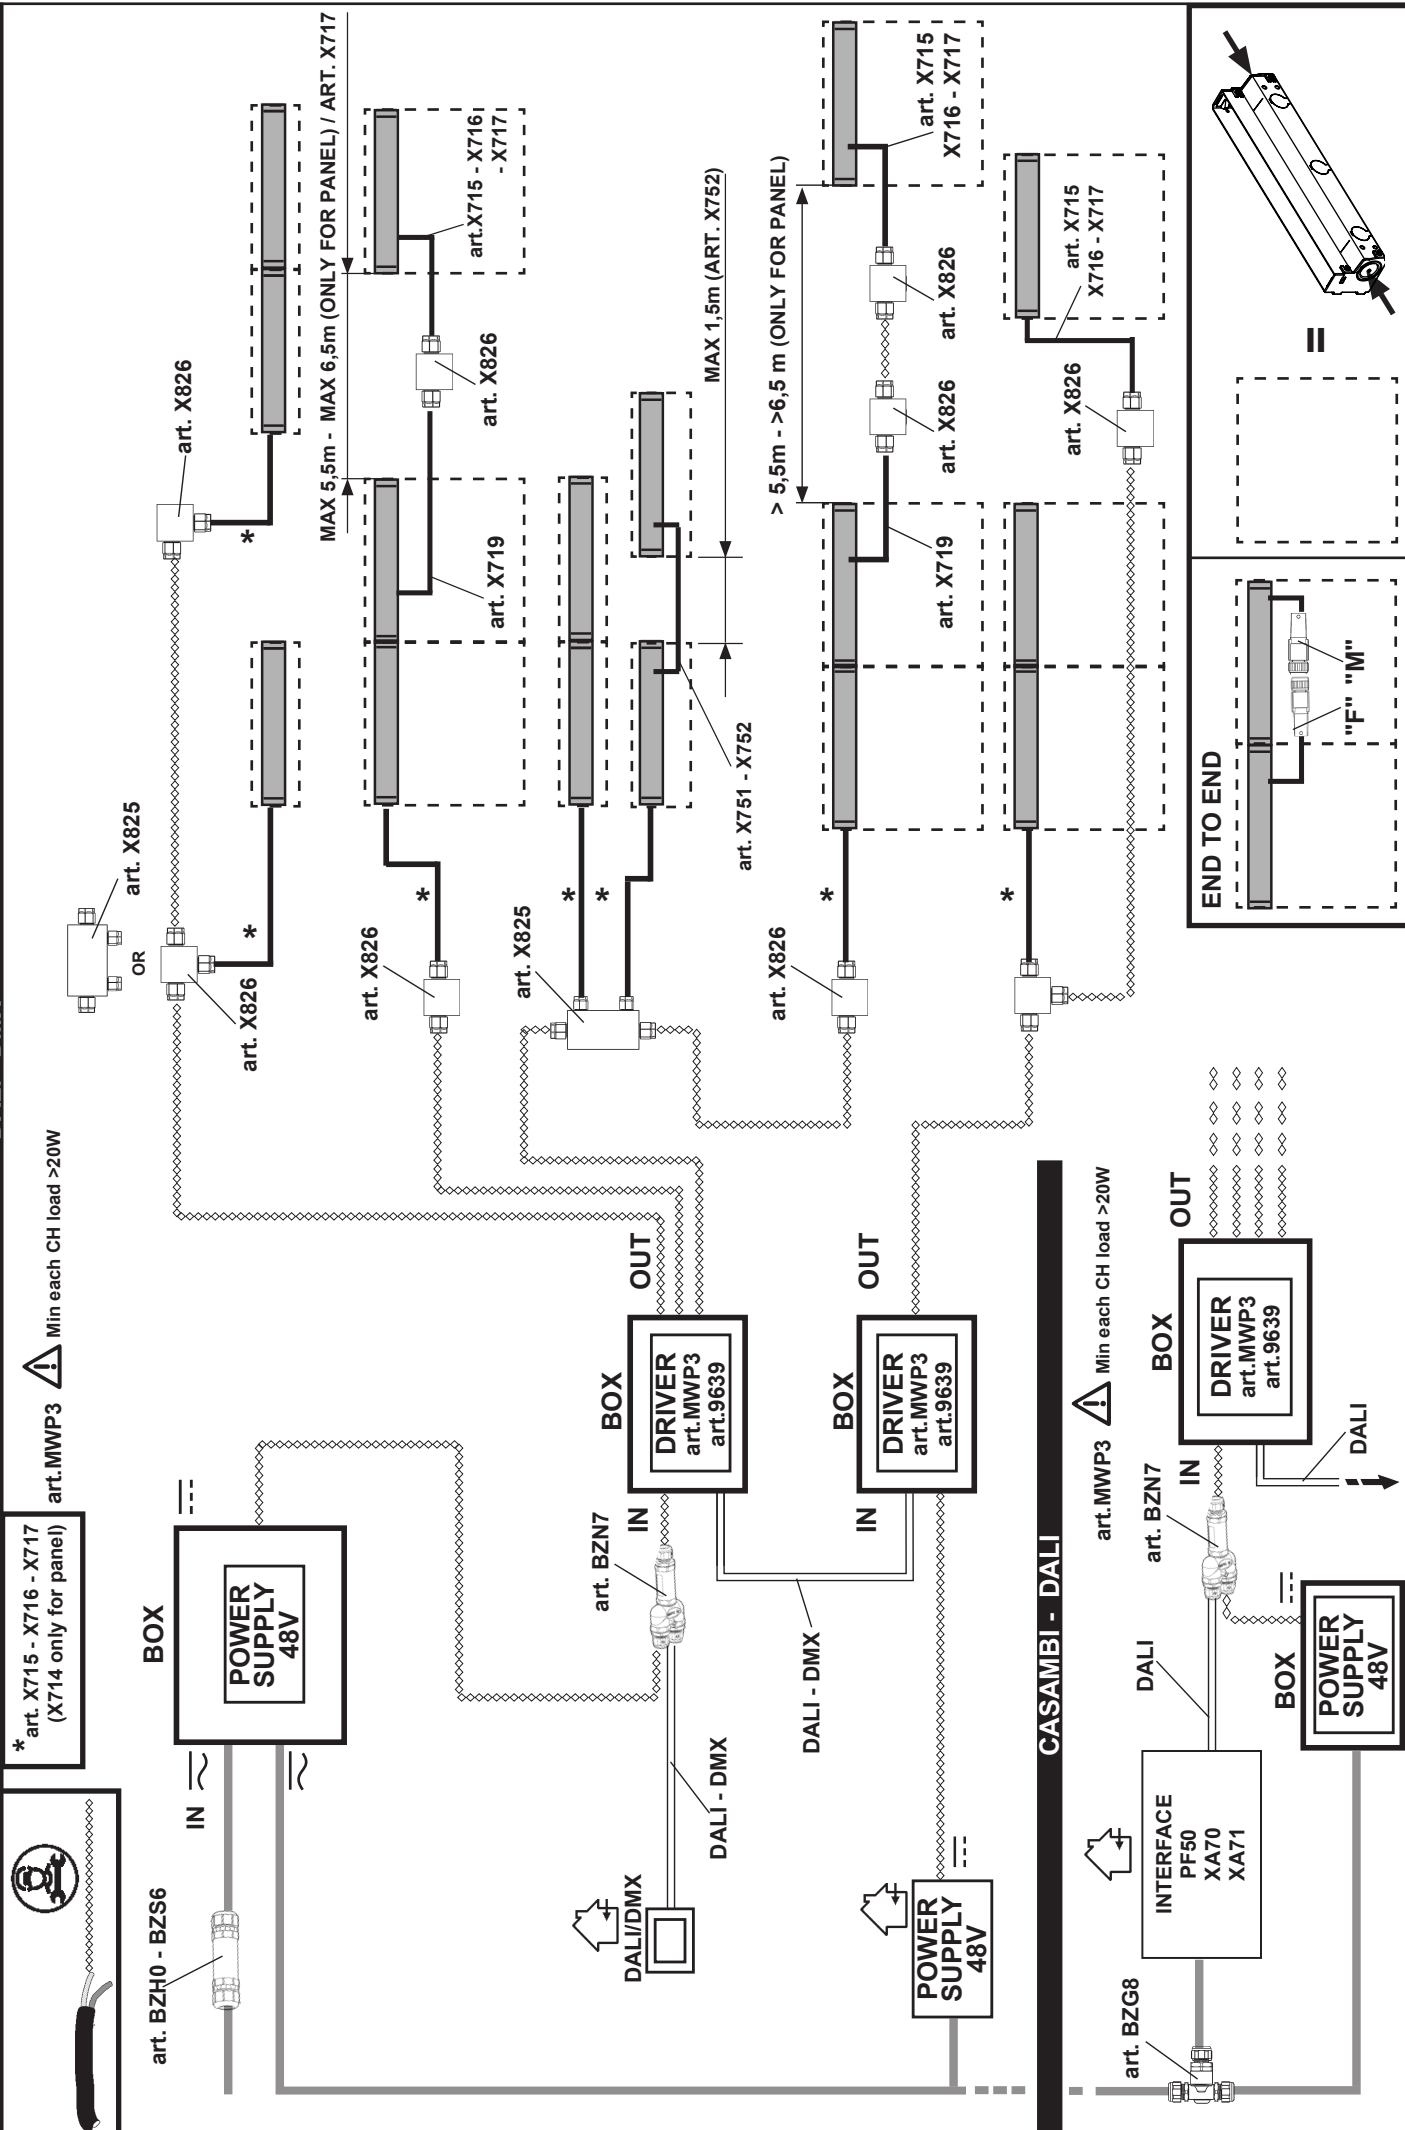 * art. X715 - X716 - X717
(X714 only for panel)
art.MWP3
Min each CH load >20W
art. BZH0 - BZS6
IN
BOX
POWER
SUPPLY
48V
art. X825
OR
art. X826
*
art. X826
*
MAX 5,5m - MAX 6,5m (ONLY FOR PANEL) / ART. X717
art. X826
*
art. X719
art. X826
art.X715 - X716
- X717
DALI/DMX
DALI - DMX
art. BZN7
IN
BOX
DRIVER
art.MWP3
art.9639
OUT
art. X825
*
*
art. X751 - X752
MAX 1,5m (ART. X752)
DALI - DMX
POWER
SUPPLY
48V
IN
BOX
DRIVER
art.MWP3
art.9639
OUT
art. X826
*
> 5,5m - >6,5 m (ONLY FOR PANEL)
art. X719
art. X826
art. X826
art. X715
X716 - X717
*
art. X826
art. X715
X716 - X717
CASAMBI - DALI
art.MWP3
Min each CH load >20W
art. BZG8
INTERFACE
PF50
XA70
XA71
DALI
art. BZN7
IN
BOX
POWER
SUPPLY
48V
BOX
DRIVER
art.MWP3
art.9639
OUT
DALI
END TO END
"F" "M"
=